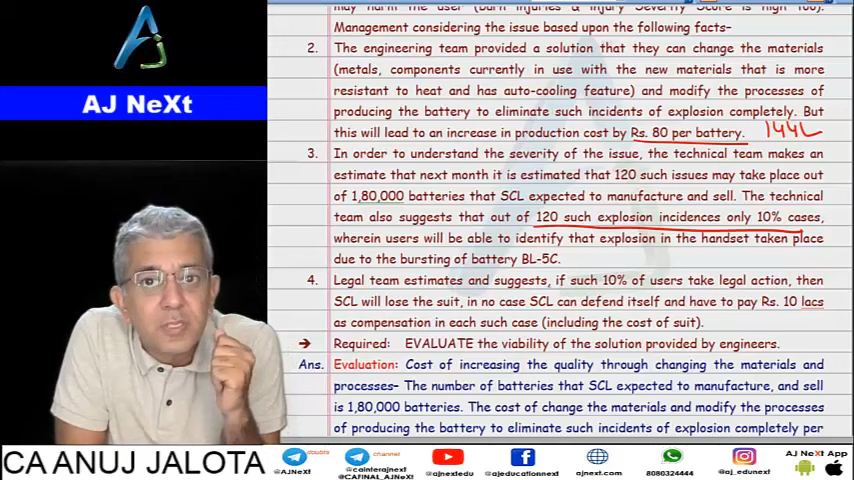 may harm the user (burn injuries & injury Severity Score is high 100).
Management considering the issue based upon the following facts–
2. The engineering team provided a solution that they can change the materials
(metals, components currently in use with the new materials that is more
resistant to heat and has auto-cooling feature) and modify the processes of
producing the battery to eliminate such incidents of explosion completely. But
this will lead to an increase in production cost by Rs. 80 per battery. 144L
3. In order to understand the severity of the issue, the technical team makes an
estimate that next month it is estimated that 120 such issues may take place out
of 1,80,000 batteries that SCL expected to manufacture and sell. The technical
team also suggests that out of 120 such explosion incidences only 10% cases,
wherein users will be able to identify that explosion in the handset taken place
due to the bursting of battery BL-5C.
4. Legal team estimates and suggests, if such 10% of users take legal action, then
SCL will lose the suit, in no case SCL can defend itself and have to pay Rs. 10 lacs
as compensation in each such case (including the cost of suit).
➔ Required: EVALUATE the viability of the solution provided by engineers.
Ans. Evaluation: Cost of increasing the quality through changing the materials and
processes– The number of batteries that SCL expected to manufacture, and sell
is 1,80,000 batteries. The cost of change the materials and modify the processes
of producing the battery to eliminate such incidents of explosion completely per
AJ NeXt
CA ANUJ JALOTA
doubts
@AJNeXt
channel
@cainterajnext
@CAFINAL_AJNeXt
@ajnextedu
@ajeducationnext
ajnext.com
8080324344
@aj_edunext
AJ NeXt App